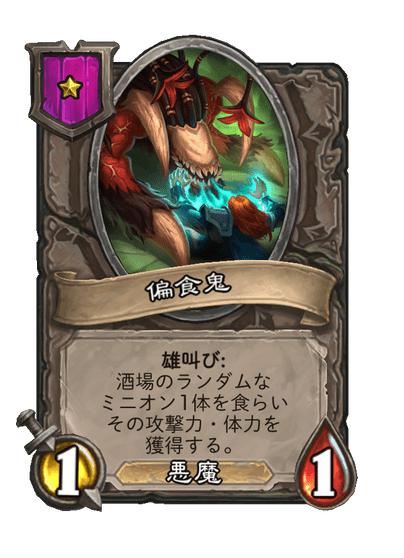 偏食鬼
雄叫び:
酒場のランダムな
ミニオン1体を食らい
その攻撃力・体力を
獲得する。
1
悪魔
1